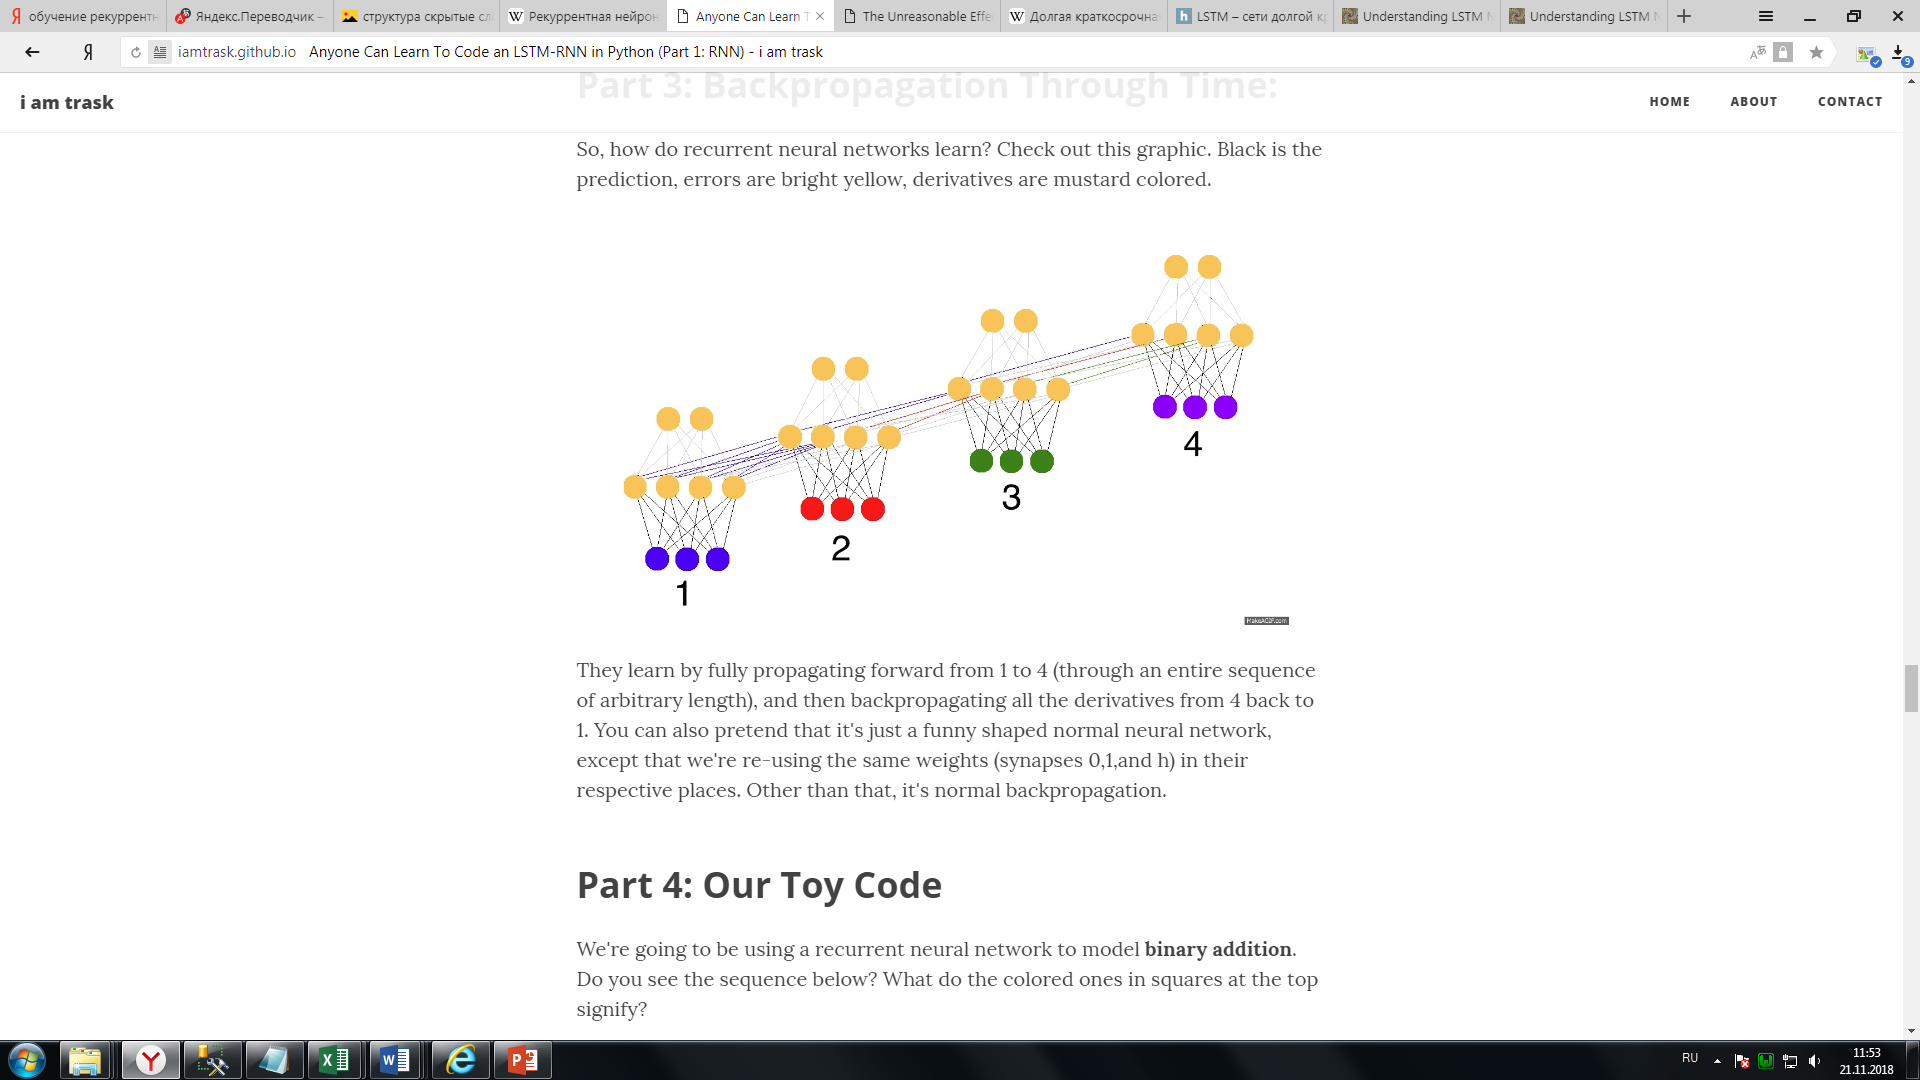 обучение рекуррентн
Яндекс.Переводчик –
структура скрытые сл
Рекуррентная нейрон
Anyone Can Learn T
The Unreasonable Effe
Долгая краткосрочна
LSTM – сети долгой кр
Understanding LSTM N
Understanding LSTM N
iamtrask.github.io Anyone Can Learn To Code an LSTM-RNN in Python (Part 1: RNN) - i am trask
9
i am trask
HOME ABOUT CONTACT
Part 3: Backpropagation Through Time:
So, how do recurrent neural networks learn? Check out this graphic. Black is the
prediction, errors are bright yellow, derivatives are mustard colored.
4
3
2
1
MakeAGIF.com
They learn by fully propagating forward from 1 to 4 (through an entire sequence
of arbitrary length), and then backpropagating all the derivatives from 4 back to
1. You can also pretend that it's just a funny shaped normal neural network,
except that we're re-using the same weights (synapses 0,1,and h) in their
respective places. Other than that, it's normal backpropagation.
Part 4: Our Toy Code
We're going to be using a recurrent neural network to model binary addition.
Do you see the sequence below? What do the colored ones in squares at the top
signify?
RU
11:53
21.11.2018